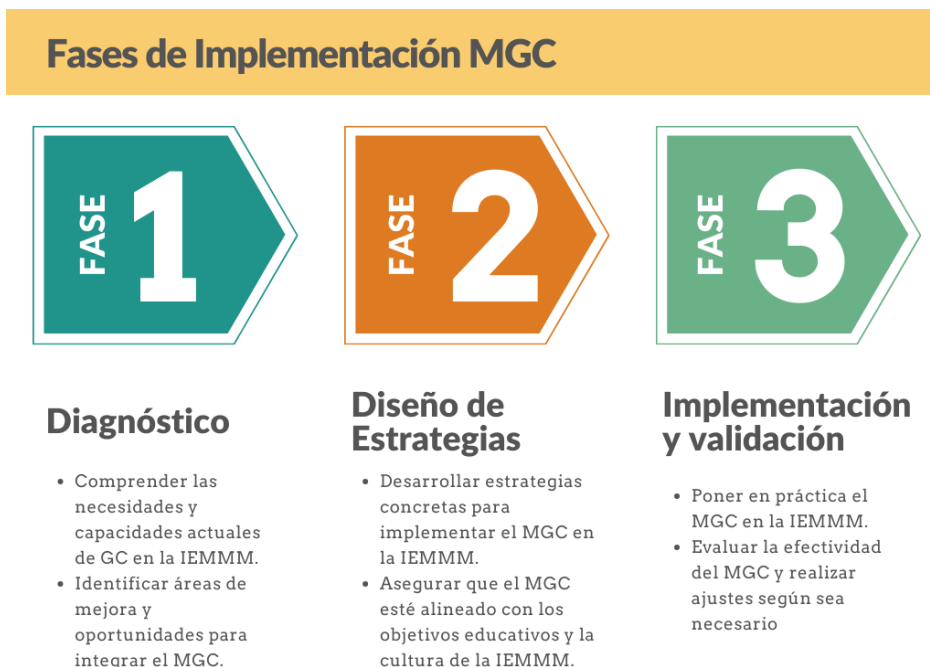 Fases de Implementación MGC
FASE 1
FASE 2
FASE 3
Diagnóstico
• Comprender las
necesidades y
capacidades actuales
de GC en la IEMMM.
• Identificar áreas de
mejora y
oportunidades para
integrar el MGC.
Diseño de
Estrategias
• Desarrollar estrategias
concretas para
implementar el MGC en
la IEMMM.
• Asegurar que el MGC
esté alineado con los
objetivos educativos y la
cultura de la IEMMM.
Implementación
y validación
• Poner en práctica el
MGC en la IEMMM.
• Evaluar la efectividad
del MGC y realizar
ajustes según sea
necesario